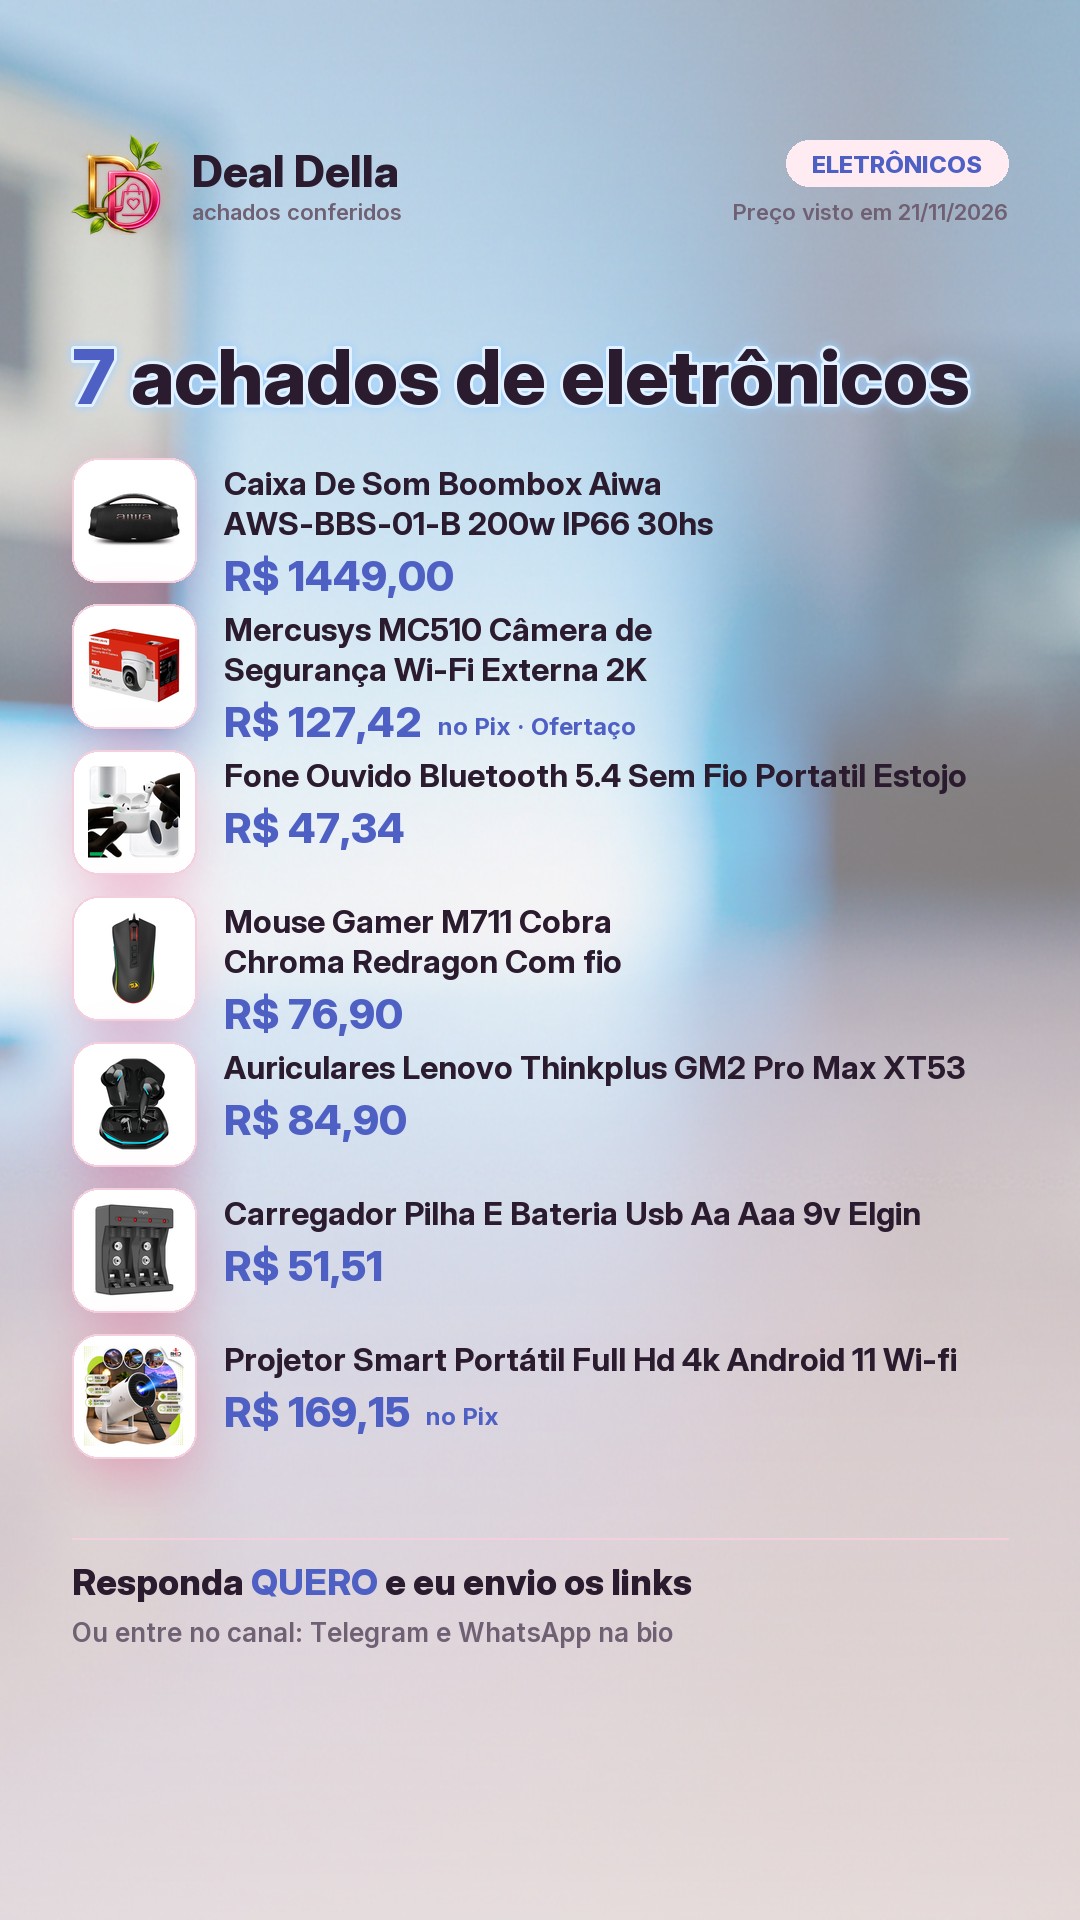 Deal Della
achados conferidos
ELETRÔNICOS
Preço visto em 21/11/2026
7 achados de eletrônicos
aiwa
Caixa De Som Boombox Aiwa
AWS-BBS-01-B 200w IP66 30hs
R$ 1449,00
2K
Mercusys MC510 Câmera de
Segurança Wi-Fi Externa 2K
R$ 127,42 no Pix · Ofertaço
Fone Ouvido Bluetooth 5.4 Sem Fio Portatil Estojo
R$ 47,34
Mouse Gamer M711 Cobra
Chroma Redragon Com fio
R$ 76,90
Auriculares Lenovo Thinkplus GM2 Pro Max XT53
R$ 84,90
Carregador Pilha E Bateria Usb Aa Aaa 9v Elgin
R$ 51,51
Projetor Smart Portátil Full Hd 4k Android 11 Wi-fi
R$ 169,15 no Pix
Responda QUERO e eu envio os links
Ou entre no canal: Telegram e WhatsApp na bio